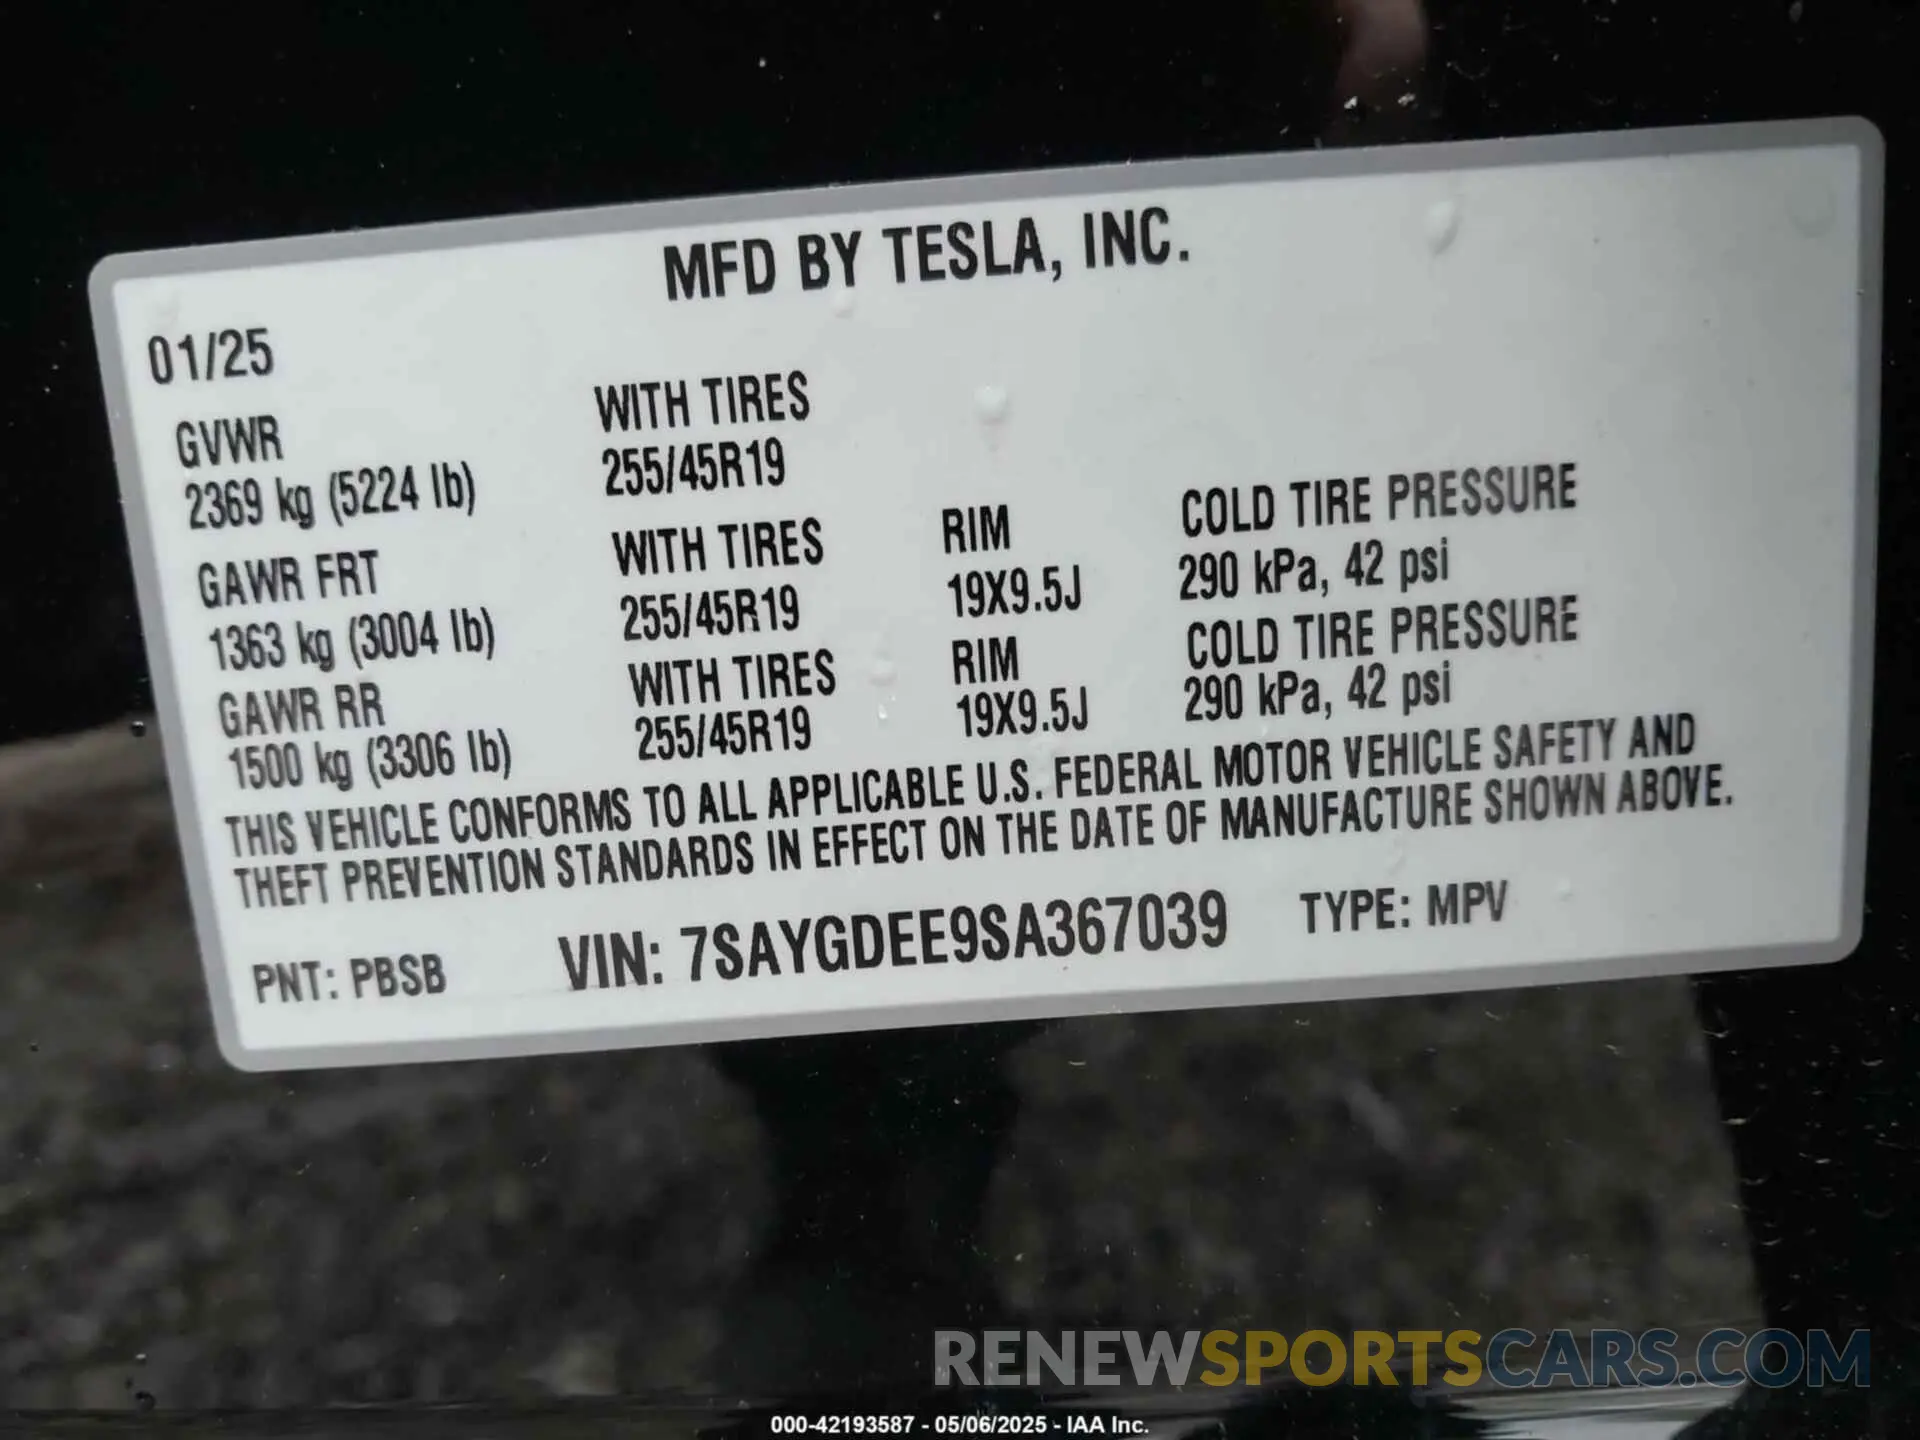 MFD BY TESLA, INC.
01/25
GVWR
2369 kg (5224 lb)
WITH TIRES
255/45R19
GAWR FRT
1363 kg (3004 lb)
WITH TIRES
255/45R19
RIM
19X9.5J
COLD TIRE PRESSURE
290 kPa, 42 psi
GAWR RR
1500 kg (3306 lb)
WITH TIRES
255/45R19
RIM
19X9.5J
COLD TIRE PRESSURE
290 kPa, 42 psi
THIS VEHICLE CONFORMS TO ALL APPLICABLE U.S. FEDERAL MOTOR VEHICLE SAFETY AND
THEFT PREVENTION STANDARDS IN EFFECT ON THE DATE OF MANUFACTURE SHOWN ABOVE.
PNT: PBSB VIN: 7SAYGDEE9SA367039 TYPE: MPV
RENEWSPORTSCARS.COM
000-42193587 - 05/06/2025 - IAA Inc.